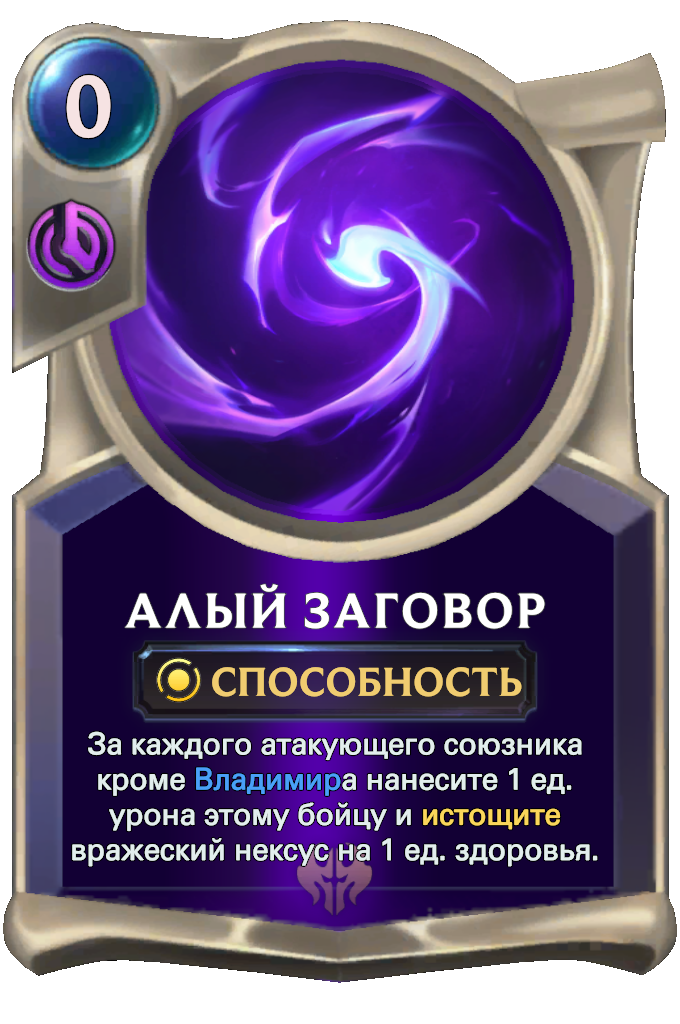 0
АЛЫЙ ЗАГОВОР
СПОСОБНОСТЬ
За каждого атакующего союзника
кроме Владимира нанесите 1 ед.
урона этому бойцу и истощите
вражеский нексус на 1 ед. здоровья.